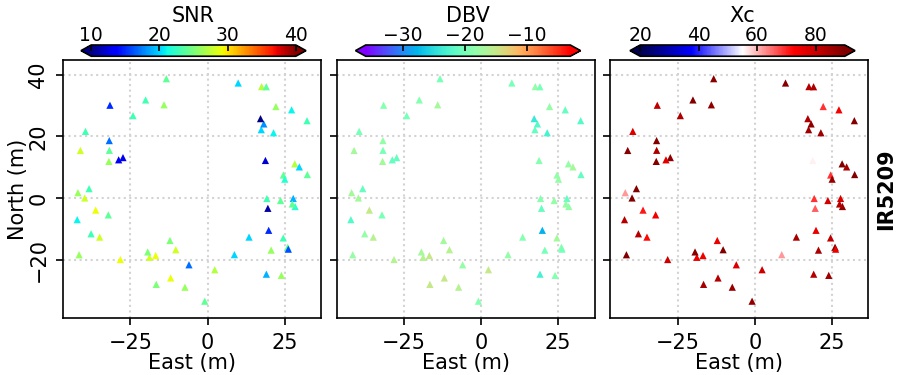 SNR DBV Xc
10 20 30 40 −30 −20 −10 20 40 60 80
40
20
0
−20
North (m)
IR5209
−25 0 25 −25 0 25 −25 0 25
East (m) East (m) East (m)